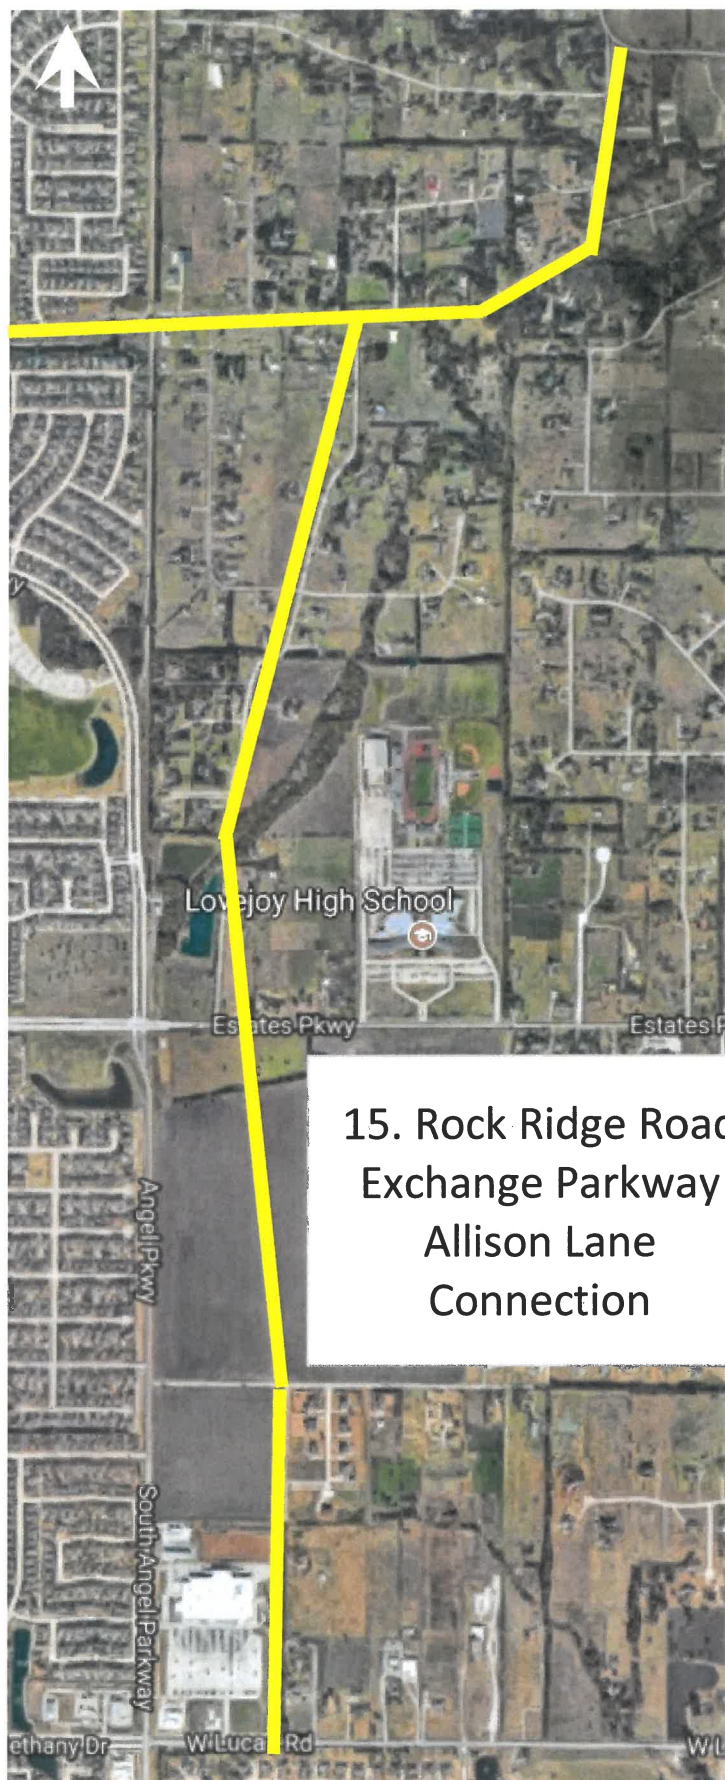 y
Lovejoy High School
Estates Pkwy
Estates P
15. Rock Ridge Road
Exchange Parkway
Allison Lane
Connection
Angel Pkwy
South Angel Parkway
ethany Dr
W Lucas Rd
W L